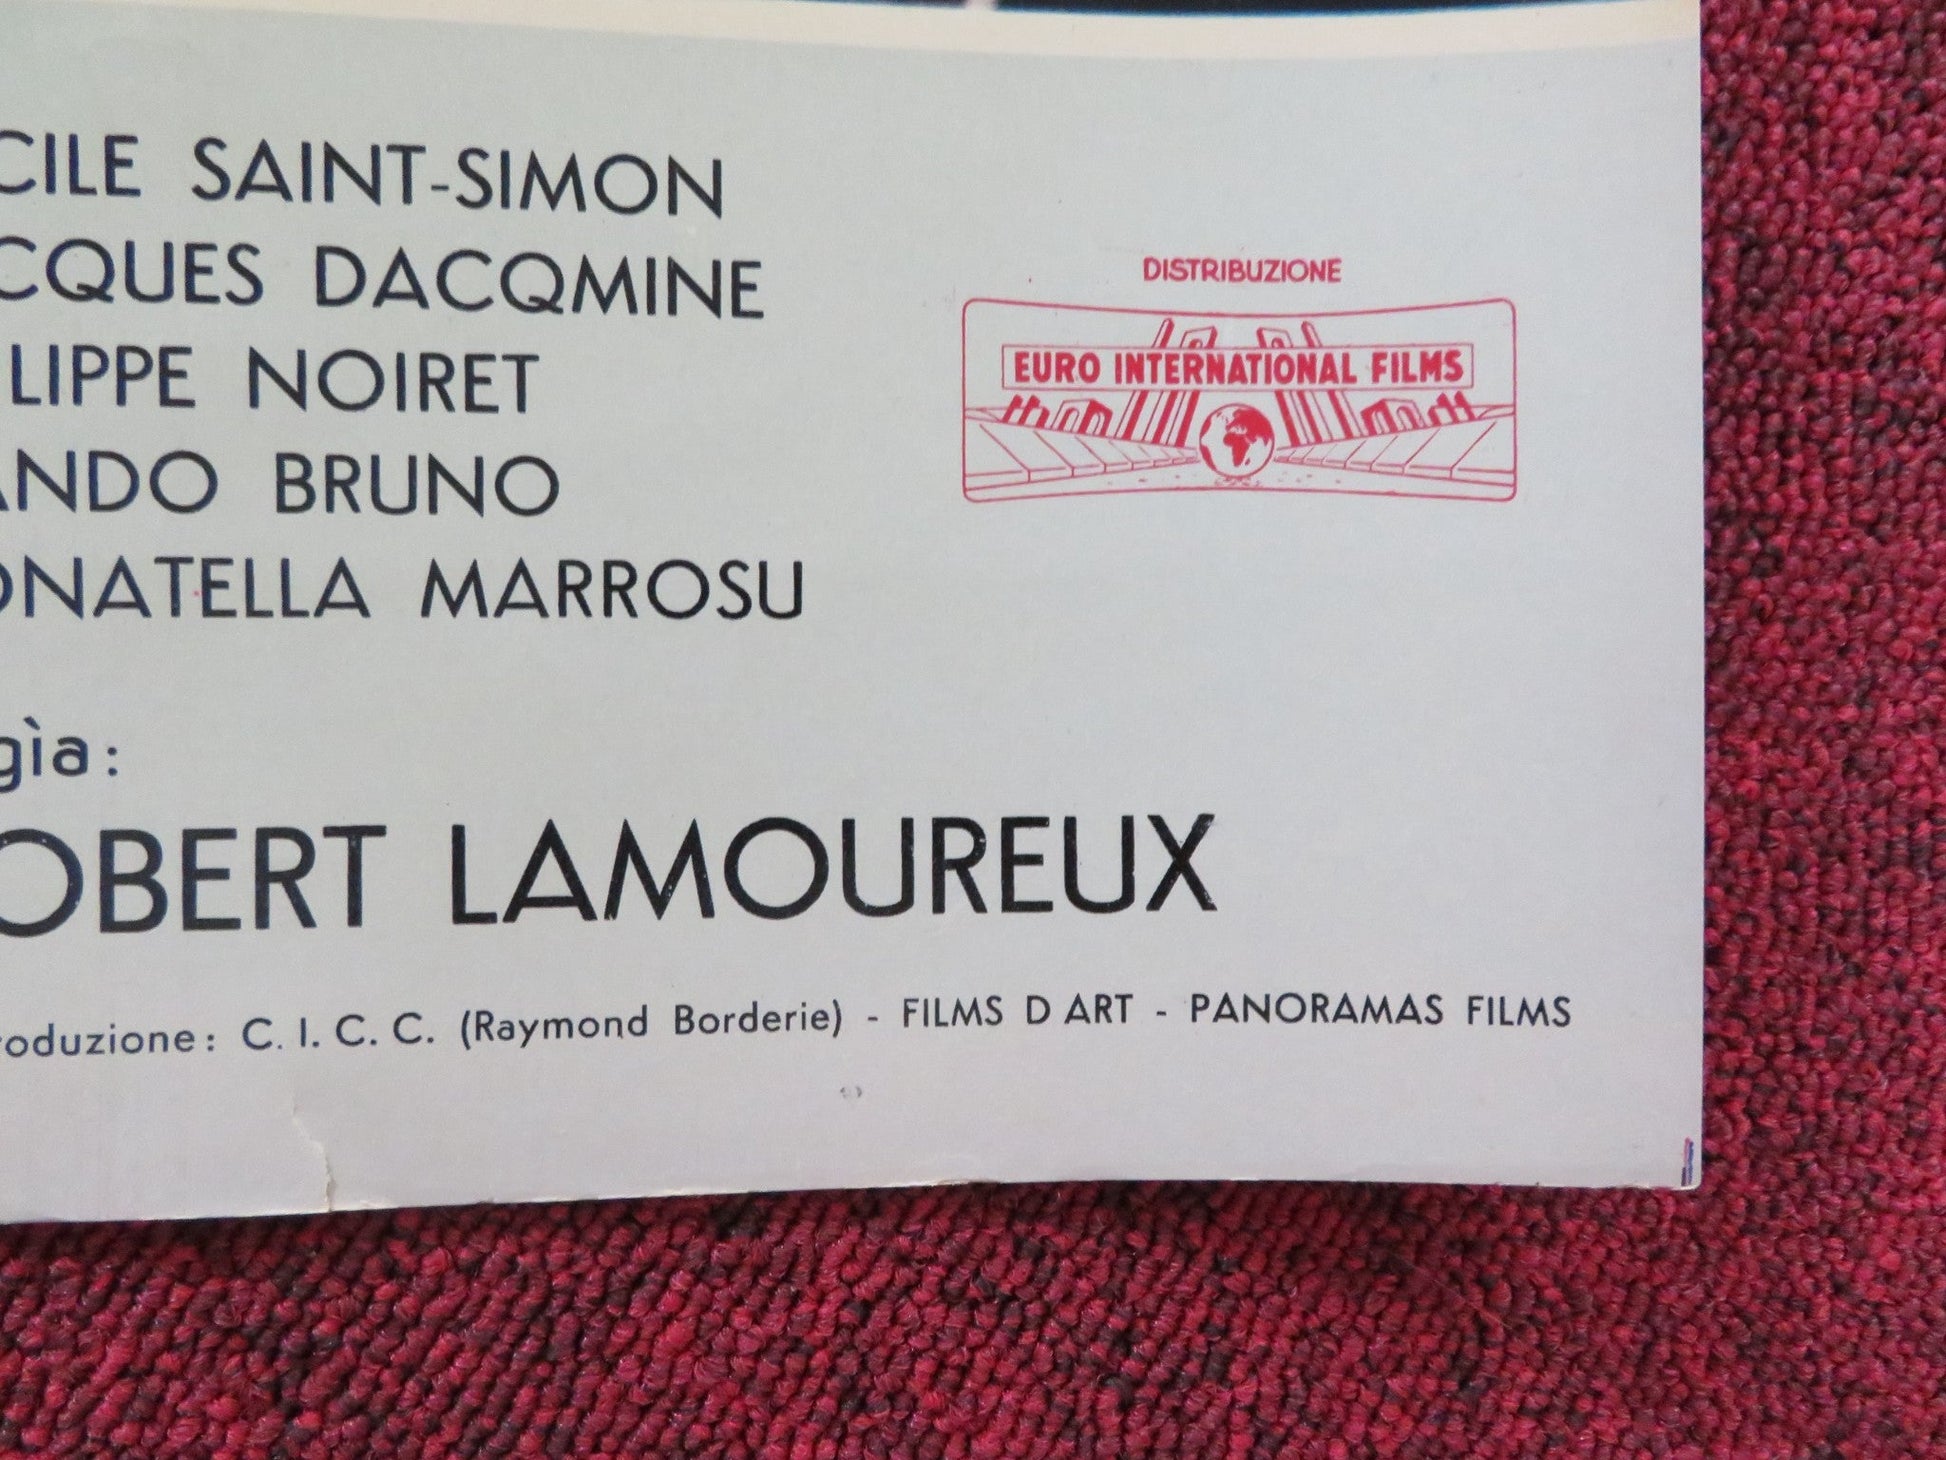 CILE SAINT-SIMON
CQUES DACQMINE
LIPPE NOIRET
ANDO BRUNO
ONATELLA MARROSU
gìa:
OBERT LAMOUREUX
roduzione: C. I. C. C. (Raymond Borderie) - FILMS D ART - PANORAMAS FILMS
DISTRIBUZIONE
EURO INTERNATIONAL FILMS